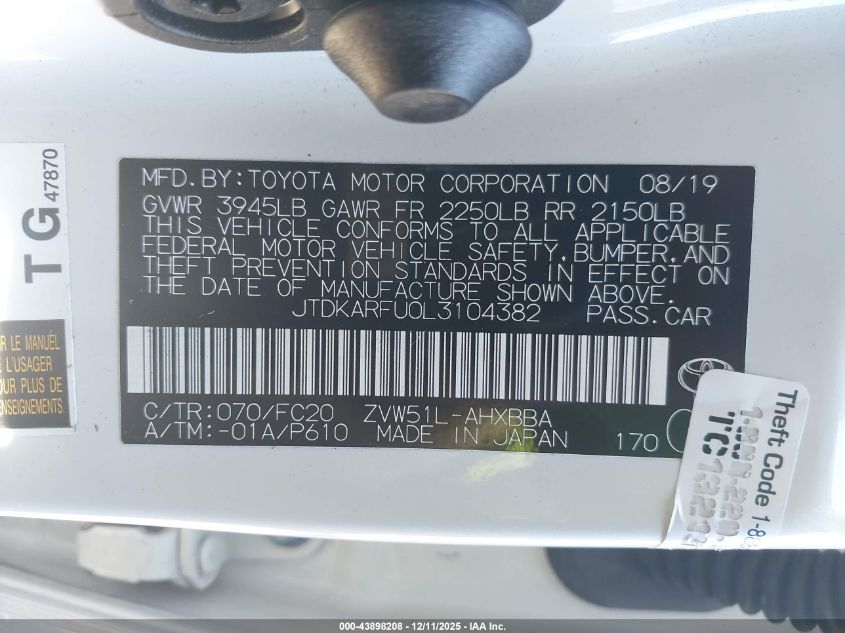 MFD.BY:TOYOTA MOTOR CORPORATION 08/19
GVWR 3945LB GAWR FR 2250LB RR 2150LB
THIS VEHICLE CONFORMS TO ALL APPLICABLE
FEDERAL MOTOR VEHICLE SAFETY,BUMPER,AND
THEFT PREVENTION STANDARDS IN EFFECT ON
THE DATE OF MANUFACTURE SHOWN ABOVE.
JTDKARFU0L3104382 PASS.CAR
C/TR:070/FC20 ZVW51L-AHXBBA
A/TM:-01A/P610 MADE IN JAPAN 170
TG 47870
LE MANUEL
L'USAGER
POUR PLUS DE
RENSEIGNEMENTS
Theft Code
000-43898208 - 12/11/2025 - IAA Inc.